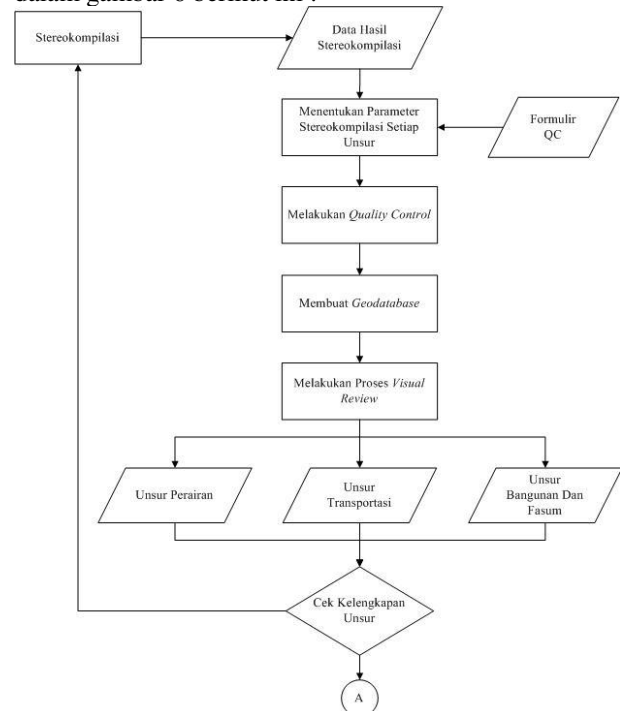 dalam gambar 6 berikut ini :
Stereokompilasi
Data Hasil
Stereokompilasi
Menentukan Parameter
Stereokompilasi Setiap
Unsur
Formulir
QC
Melakukan Quality Control
Membuat Geodatabase
Melakukan Proses Visual
Review
Unsur Perairan
Unsur
Transportasi
Unsur
Bangunan Dan
Fasum
Cek Kelengkapan
Unsur
A